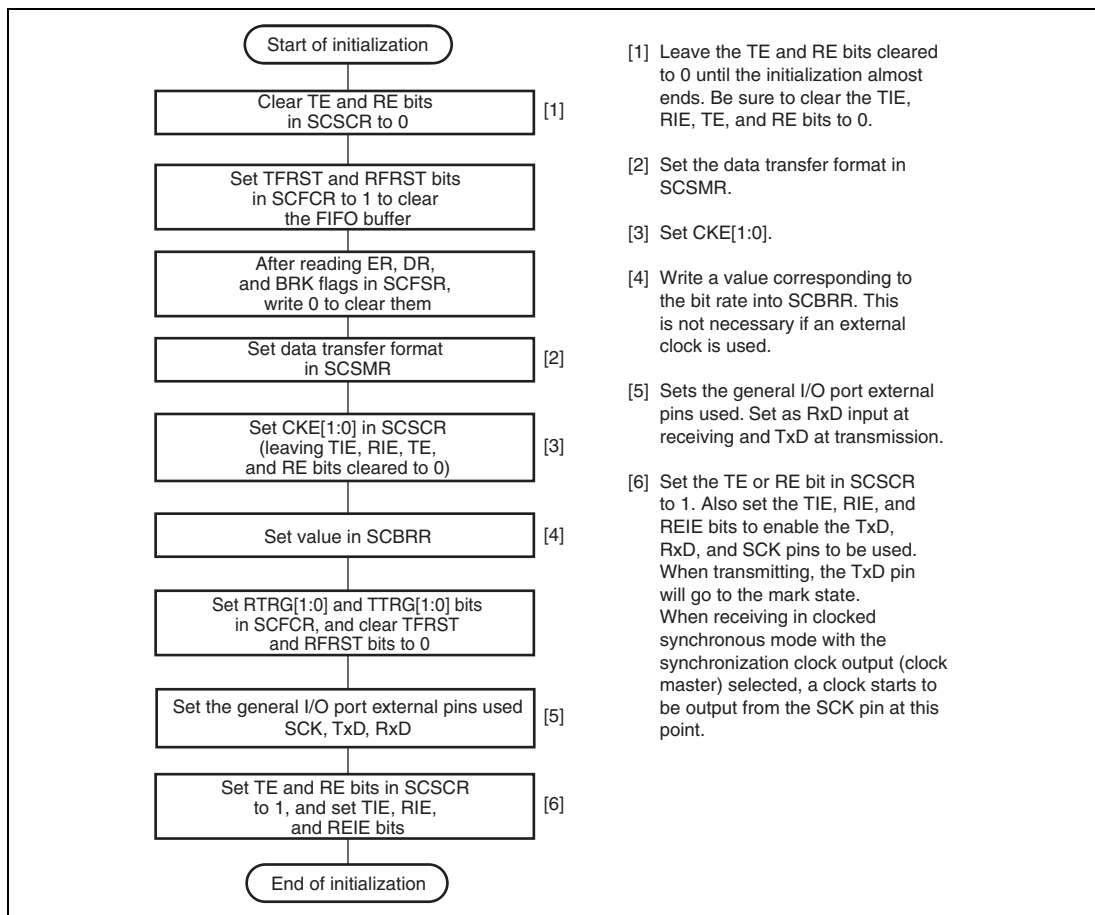 Start of initialization
Clear TE and RE bits
in SCSCR to 0
[1]
Set TFRST and RFRST bits
in SCFCR to 1 to clear
the FIFO buffer
After reading ER, DR,
and BRK flags in SCFSR,
write 0 to clear them
Set data transfer format
in SCSMR
[2]
Set CKE[1:0] in SCSCR
(leaving TIE, RIE, TE,
and RE bits cleared to 0)
[3]
Set value in SCBRR
[4]
Set RTRG[1:0] and TTRG[1:0] bits
in SCFCR, and clear TFRST
and RFRST bits to 0
Set the general I/O port external pins used
SCK, TxD, RxD
[5]
Set TE and RE bits in SCSCR
to 1, and set TIE, RIE,
and REIE bits
[6]
End of initialization
[1] Leave the TE and RE bits cleared
to 0 until the initialization almost
ends. Be sure to clear the TIE,
RIE, TE, and RE bits to 0.
[2] Set the data transfer format in
SCSMR.
[3] Set CKE[1:0].
[4] Write a value corresponding to
the bit rate into SCBRR. This
is not necessary if an external
clock is used.
[5] Sets the general I/O port external
pins used. Set as RxD input at
receiving and TxD at transmission.
[6] Set the TE or RE bit in SCSCR
to 1. Also set the TIE, RIE, and
REIE bits to enable the TxD,
RxD, and SCK pins to be used.
When transmitting, the TxD pin
will go to the mark state.
When receiving in clocked
synchronous mode with the
synchronization clock output (clock
master) selected, a clock starts to
be output from the SCK pin at this
point.